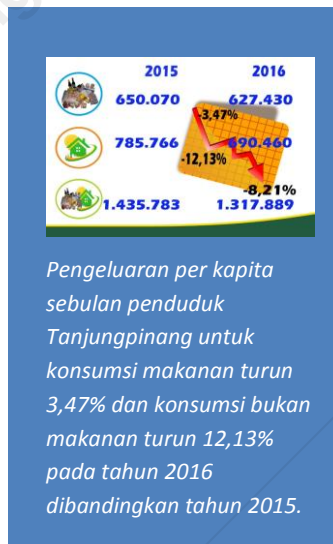 2015 2016
650.070 627.430
-3,47%
785.766 690.460
-12,13%
-8,21%
1.435.783 1.317.889
Pengeluaran per kapita
sebulan penduduk
Tanjungpinang untuk
konsumsi makanan turun
3,47% dan konsumsi bukan
makanan turun 12,13%
pada tahun 2016
dibandingkan tahun 2015.